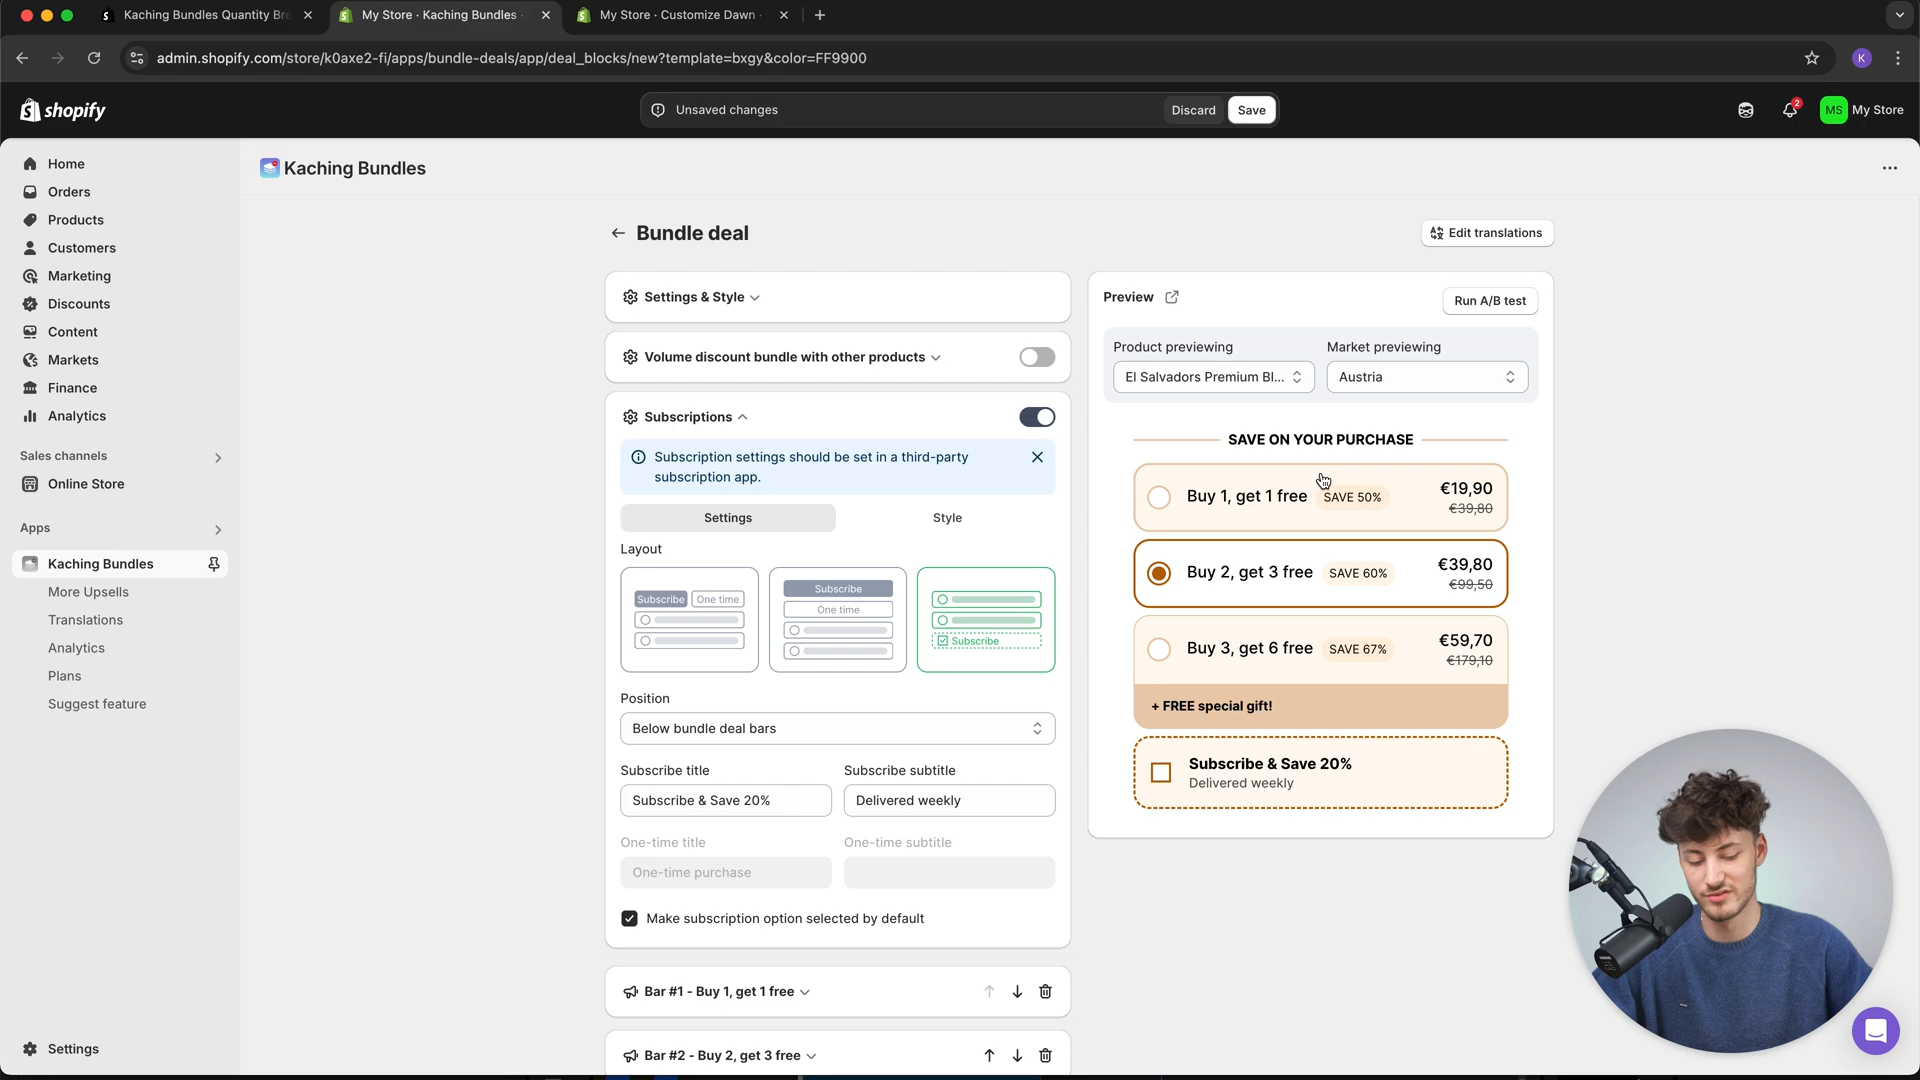 Kaching Bundles Quantity Bre
My Store · Kaching Bundles ·
My Store · Customize Dawn ·
admin.shopify.com/store/k0axe2-fi/apps/bundle-deals/app/deal_blocks/new?template=bxgy&color=FF9900
K
shopify
Unsaved changes
Discard
Save
2
MS
My Store
Home
Orders
Products
Customers
Marketing
Discounts
Content
Markets
Finance
Analytics
Sales channels
Online Store
Apps
Kaching Bundles
More Upsells
Translations
Analytics
Plans
Suggest feature
Settings
Kaching Bundles
Bundle deal
Edit translations
Settings & Style
Volume discount bundle with other products
Subscriptions
Subscription settings should be set in a third-party
subscription app.
Settings
Style
Layout
Subscribe
One time
Subscribe
One time
Subscribe
Position
Below bundle deal bars
Subscribe title
Subscribe subtitle
Subscribe & Save 20%
Delivered weekly
One-time title
One-time subtitle
One-time purchase
Make subscription option selected by default
Bar #1 - Buy 1, get 1 free
Bar #2 - Buy 2, get 3 free
Preview
Run A/B test
Product previewing
Market previewing
El Salvadors Premium Bl...
Austria
SAVE ON YOUR PURCHASE
Buy 1, get 1 free
SAVE 50%
€19,90
€39,80
Buy 2, get 3 free
SAVE 60%
€39,80
€99,50
Buy 3, get 6 free
SAVE 67%
€59,70
€179,10
+ FREE special gift!
Subscribe & Save 20%
Delivered weekly